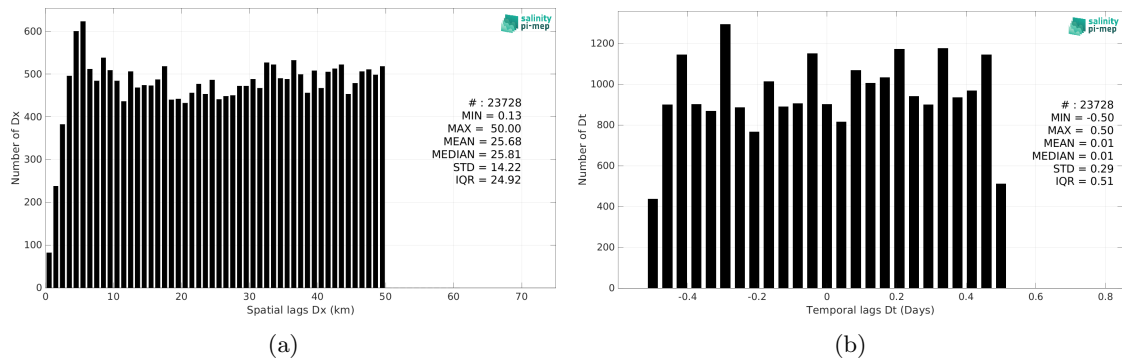 salinity
pi-mep
600
500
400
300
200
100
0
Number of Dx
# : 23728
MIN = 0.13
MAX = 50.00
MEAN = 25.68
MEDIAN = 25.81
STD = 14.22
IQR = 24.92
0 10 20 30 40 50 60 70
Spatial lags Dx (km)
(a)
salinity
pi-mep
1200
1000
800
600
400
200
0
Number of Dt
# : 23728
MIN = -0.50
MAX = 0.50
MEAN = 0.01
MEDIAN = 0.01
STD = 0.29
IQR = 0.51
-0.4 -0.2 0 0.2 0.4 0.6 0.8
Temporal lags Dt (Days)
(b)